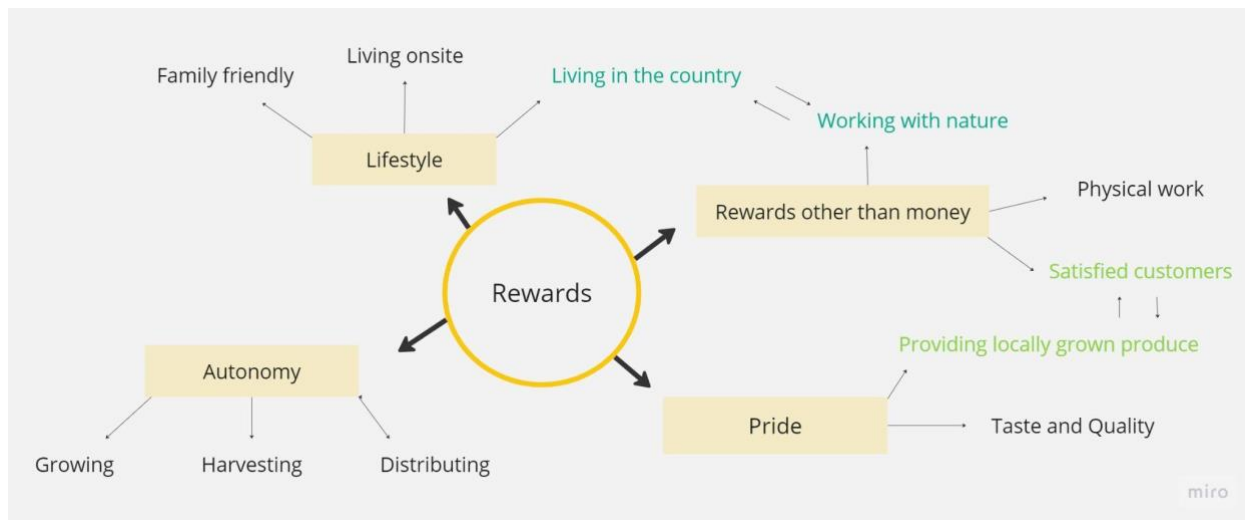 Living onsite
Family friendly
Living in the country
Working with nature
Lifestyle
Physical work
Rewards other than money
Satisfied customers
Rewards
Providing locally grown produce
Autonomy
Pride
Taste and Quality
Growing
Harvesting
Distributing
miro